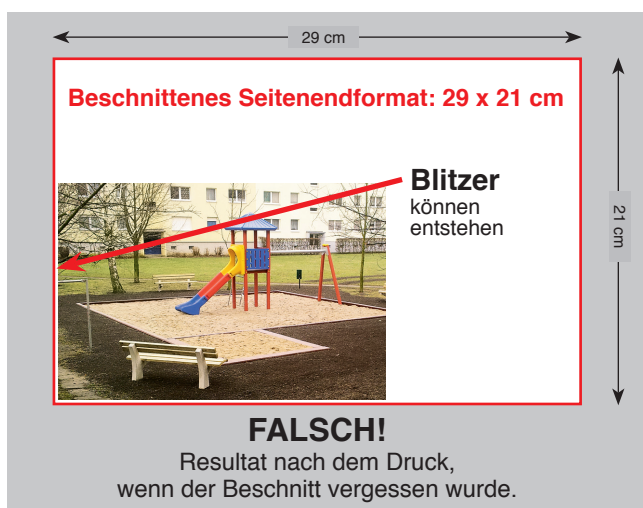 29 cm
Beschnittenes Seitenendformat: 29 x 21 cm
Blitzer
können
entstehen
21 cm
FALSCH!
Resultat nach dem Druck,
wenn der Beschnitt vergessen wurde.